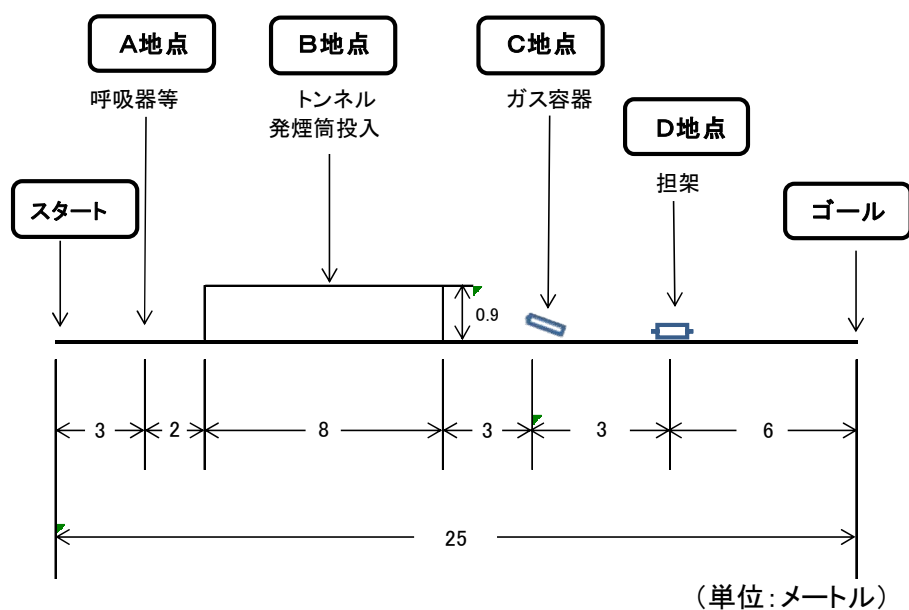 A地点
B地点
C地点
呼吸器等
トンネル
発煙筒投入
ガス容器
D地点
担架
スタート
ゴール
0.9
3
2
8
3
3
6
25
(単位:メートル)